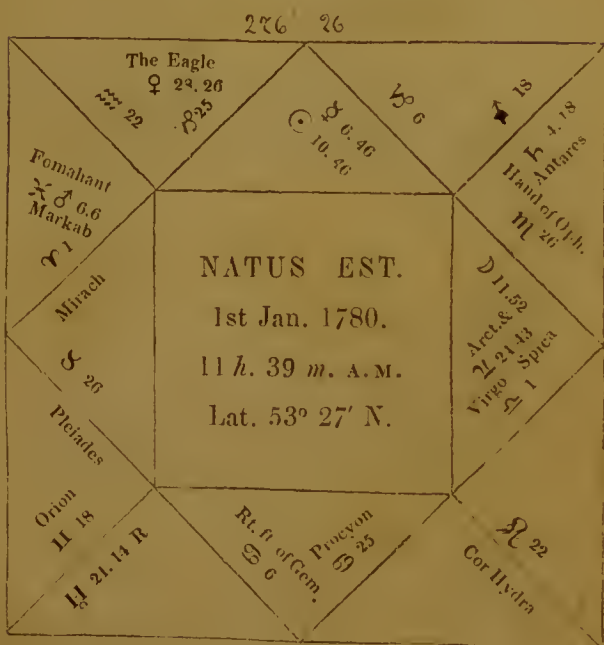 276 26
The Eagle
♀ 28. 26
♒ 22
♑ 25
☉ 10. 46
☿ 6. 46
♑ 6
♐ 18
♄ 4. 18
Antares
Hand of Oph.
♏ 26
Fomahant
♓ ♂ 6.6
Markab
♈ 1
Mirach
♉ 26
Pleiades
Orion
♊ 18
♅ 21. 14 R
NATUS EST.
1st Jan. 1780.
11 h. 39 m. A.M.
Lat. 53° 27′ N.
☽ 11.52
Arct.&
♃ 21 43
Virgo Spica
♎ 1
♌ 22
Cor Hydra
Procyon
♋ 25
Rt. ft of Gem.
♋ 6